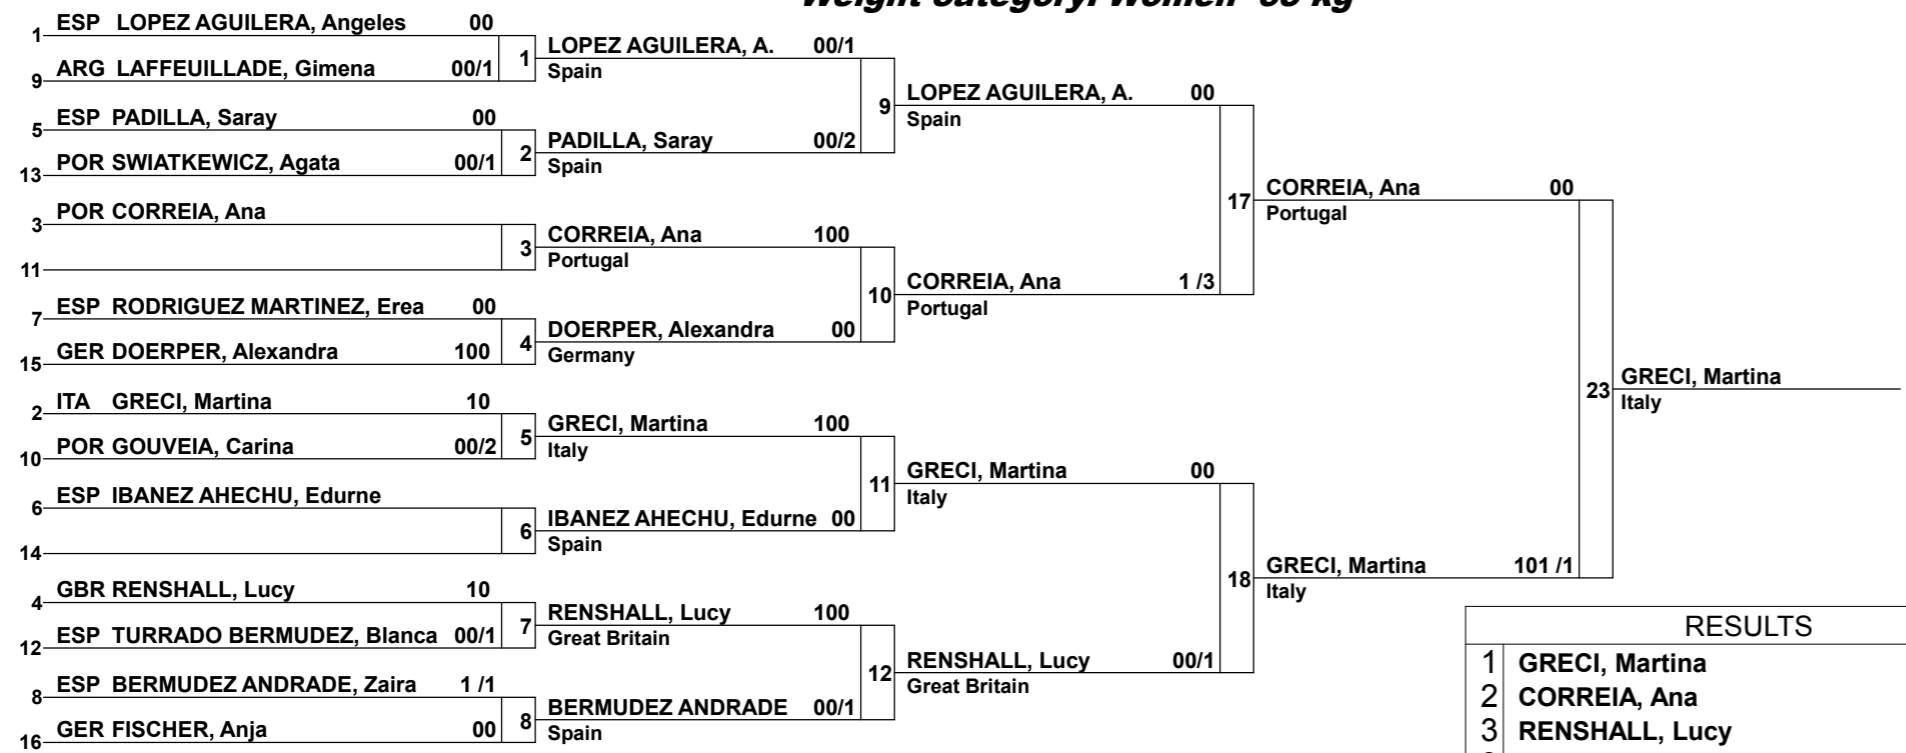 1 ESP LOPEZ AGUILERA, Angeles 00
9 ARG LAFFEUILLADE, Gimena 00/1
1
5 ESP PADILLA, Saray 00
13 POR SWIATKEWICZ, Agata 00/1
2
3 POR CORREIA, Ana
11
3
7 ESP RODRIGUEZ MARTINEZ, Erea 00
15 GER DOERPER, Alexandra 100
4
2 ITA GRECI, Martina 10
10 POR GOUVEIA, Carina 00/2
5
6 ESP IBANEZ AHECHU, Edurne
14
6
4 GBR RENSHALL, Lucy 10
12 ESP TURRADO BERMUDEZ, Blanca 00/1
7
8 ESP BERMUDEZ ANDRADE, Zaira 1 /1
16 GER FISCHER, Anja 00
8
LOPEZ AGUILERA, A. 00/1
Spain
9
PADILLA, Saray 00/2
Spain
CORREIA, Ana 100
Portugal
10
DOERPER, Alexandra 00
Germany
GRECI, Martina 100
Italy
11
IBANEZ AHECHU, Edurne 00
Spain
RENSHALL, Lucy 100
Great Britain
12
BERMUDEZ ANDRADE 00/1
Spain
LOPEZ AGUILERA, A. 00
Spain
17
CORREIA, Ana 1 /3
Portugal
GRECI, Martina 00
Italy
18
RENSHALL, Lucy 00/1
Great Britain
CORREIA, Ana 00
Portugal
23
GRECI, Martina 101 /1
Italy
GRECI, Martina
Italy
RESULTS
1 GRECI, Martina
2 CORREIA, Ana
3 RENSHALL, Lucy